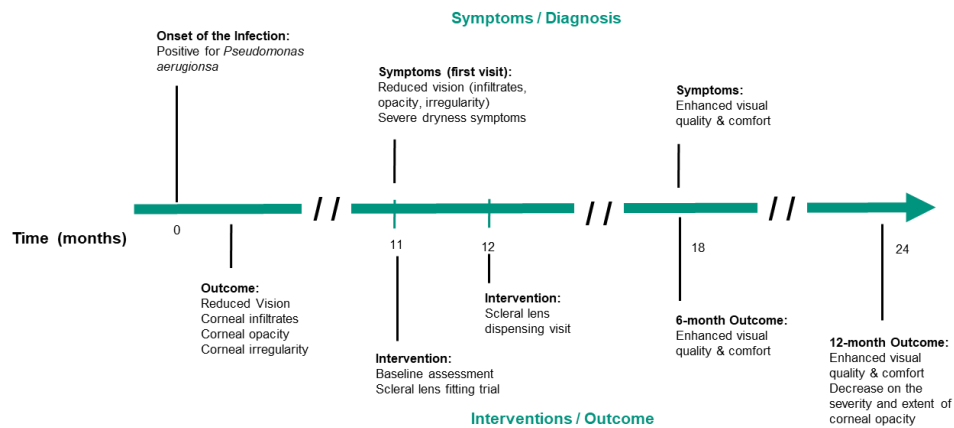 Symptoms / Diagnosis
Onset of the Infection:
Positive for Pseudomonas
aerugionsa
Symptoms (first visit):
Reduced vision (infiltrates,
opacity, irregularity)
Severe dryness symptoms
Symptoms:
Enhanced visual
quality & comfort
Time (months)
0
11
12
18
24
Outcome:
Reduced Vision
Corneal infiltrates
Corneal opacity
Corneal irregularity
Intervention:
Baseline assessment
Scleral lens fitting trial
Intervention:
Scleral lens
dispensing visit
6-month Outcome:
Enhanced visual
quality & comfort
12-month Outcome:
Enhanced visual
quality & comfort
Decrease on the
severity and extent of
corneal opacity
Interventions / Outcome